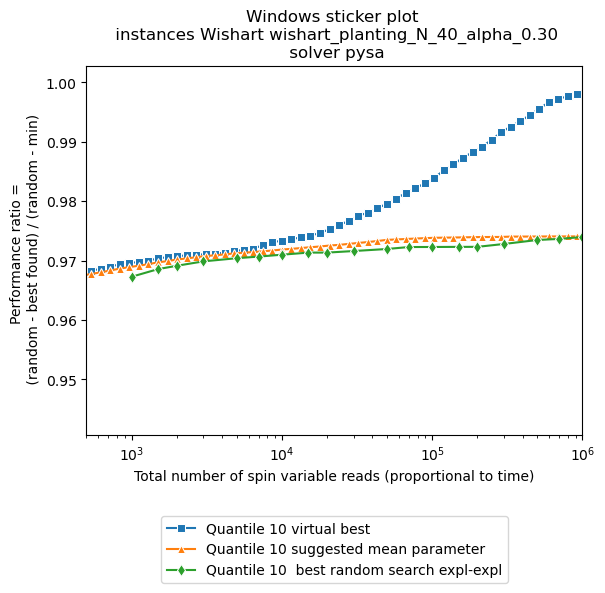 Windows sticker plot
instances Wishart wishart_planting_N_40_alpha_0.30
solver pysa
Performance ratio =
(random - best found) / (random - min)
1.00
0.99
0.98
0.97
0.96
0.95
10³
10⁴
10⁵
10⁶
Total number of spin variable reads (proportional to time)
Quantile 10 virtual best
Quantile 10 suggested mean parameter
Quantile 10  best random search expl-expl